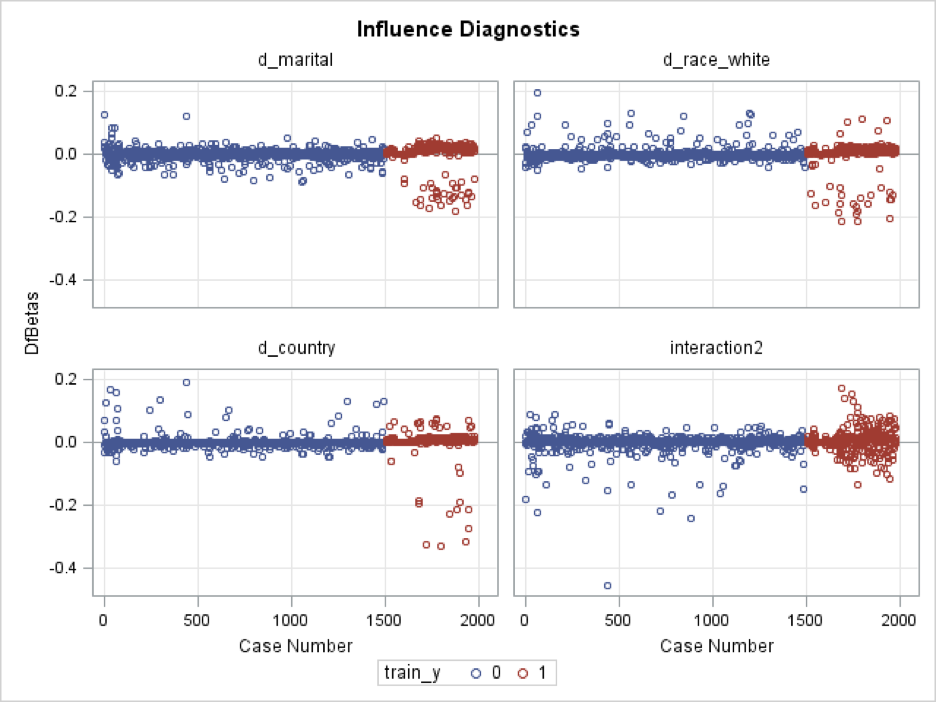 Influence Diagnostics
d_marital d_race_white
0.2
0.0
-0.2
-0.4
DfBetas
d_country interaction2
0.2
0.0
-0.2
-0.4
0 500 1000 1500 2000 0 500 1000 1500 2000
Case Number Case Number
train_y 0 1